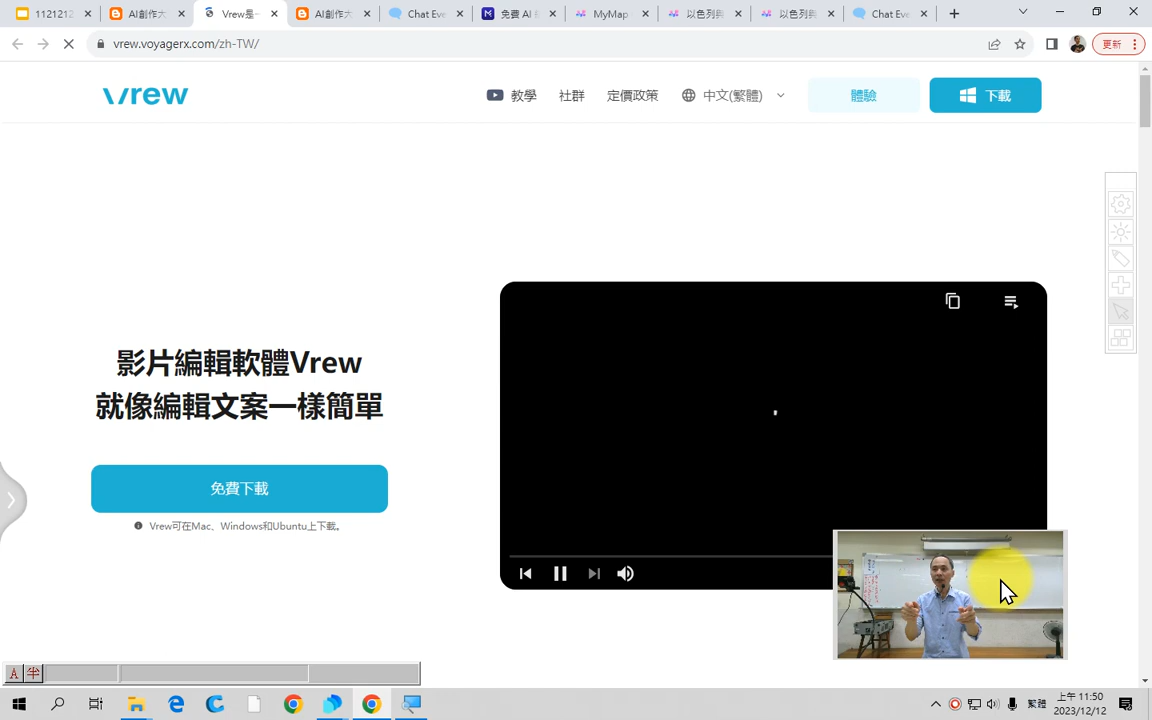 1121212
AI創作大
Vrew是一
AI創作大
Chat Eve
免費 AI
MyMap
以色列與
以色列與
Chat Eve
vrew.voyagerx.com/zh-TW/
更新
Vrew
教學
社群
定價政策
中文(繁體)
體驗
下載
影片編輯軟體Vrew
就像編輯文案一樣簡單
免費下載
Vrew可在Mac、Windows和Ubuntu上下載。
A
半
繁體
上午 11:50
2023/12/12